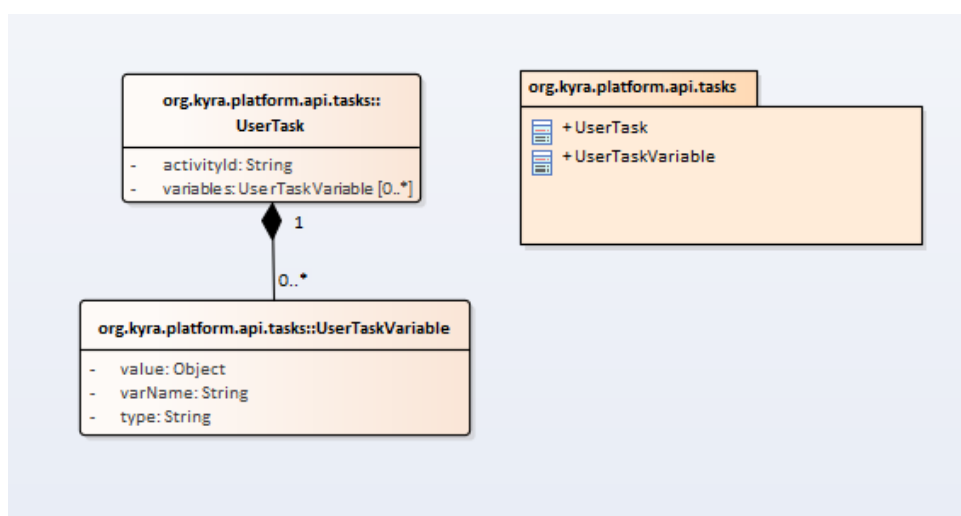 org.kyra.platform.api.tasks::
UserTask
- activityId: String
- variables: UserTaskVariable [0..*]
1
0..*
org.kyra.platform.api.tasks::UserTaskVariable
- value: Object
- varName: String
- type: String
org.kyra.platform.api.tasks
+ UserTask
+ UserTaskVariable